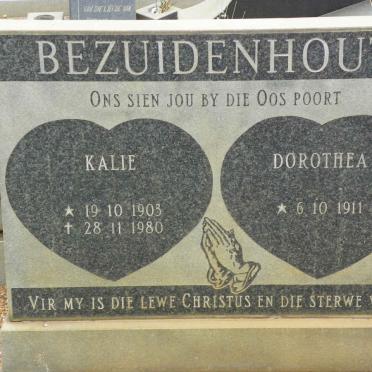 BEZUIDENHOUT
ONS SIEN JOU BY DIE OOS POORT
KALIE
★ 19 10 1903
✝ 28 11 1980
DOROTHEA
★ 6 10 1911
VIR MY IS DIE LEWE CHRISTUS EN DIE STERWE